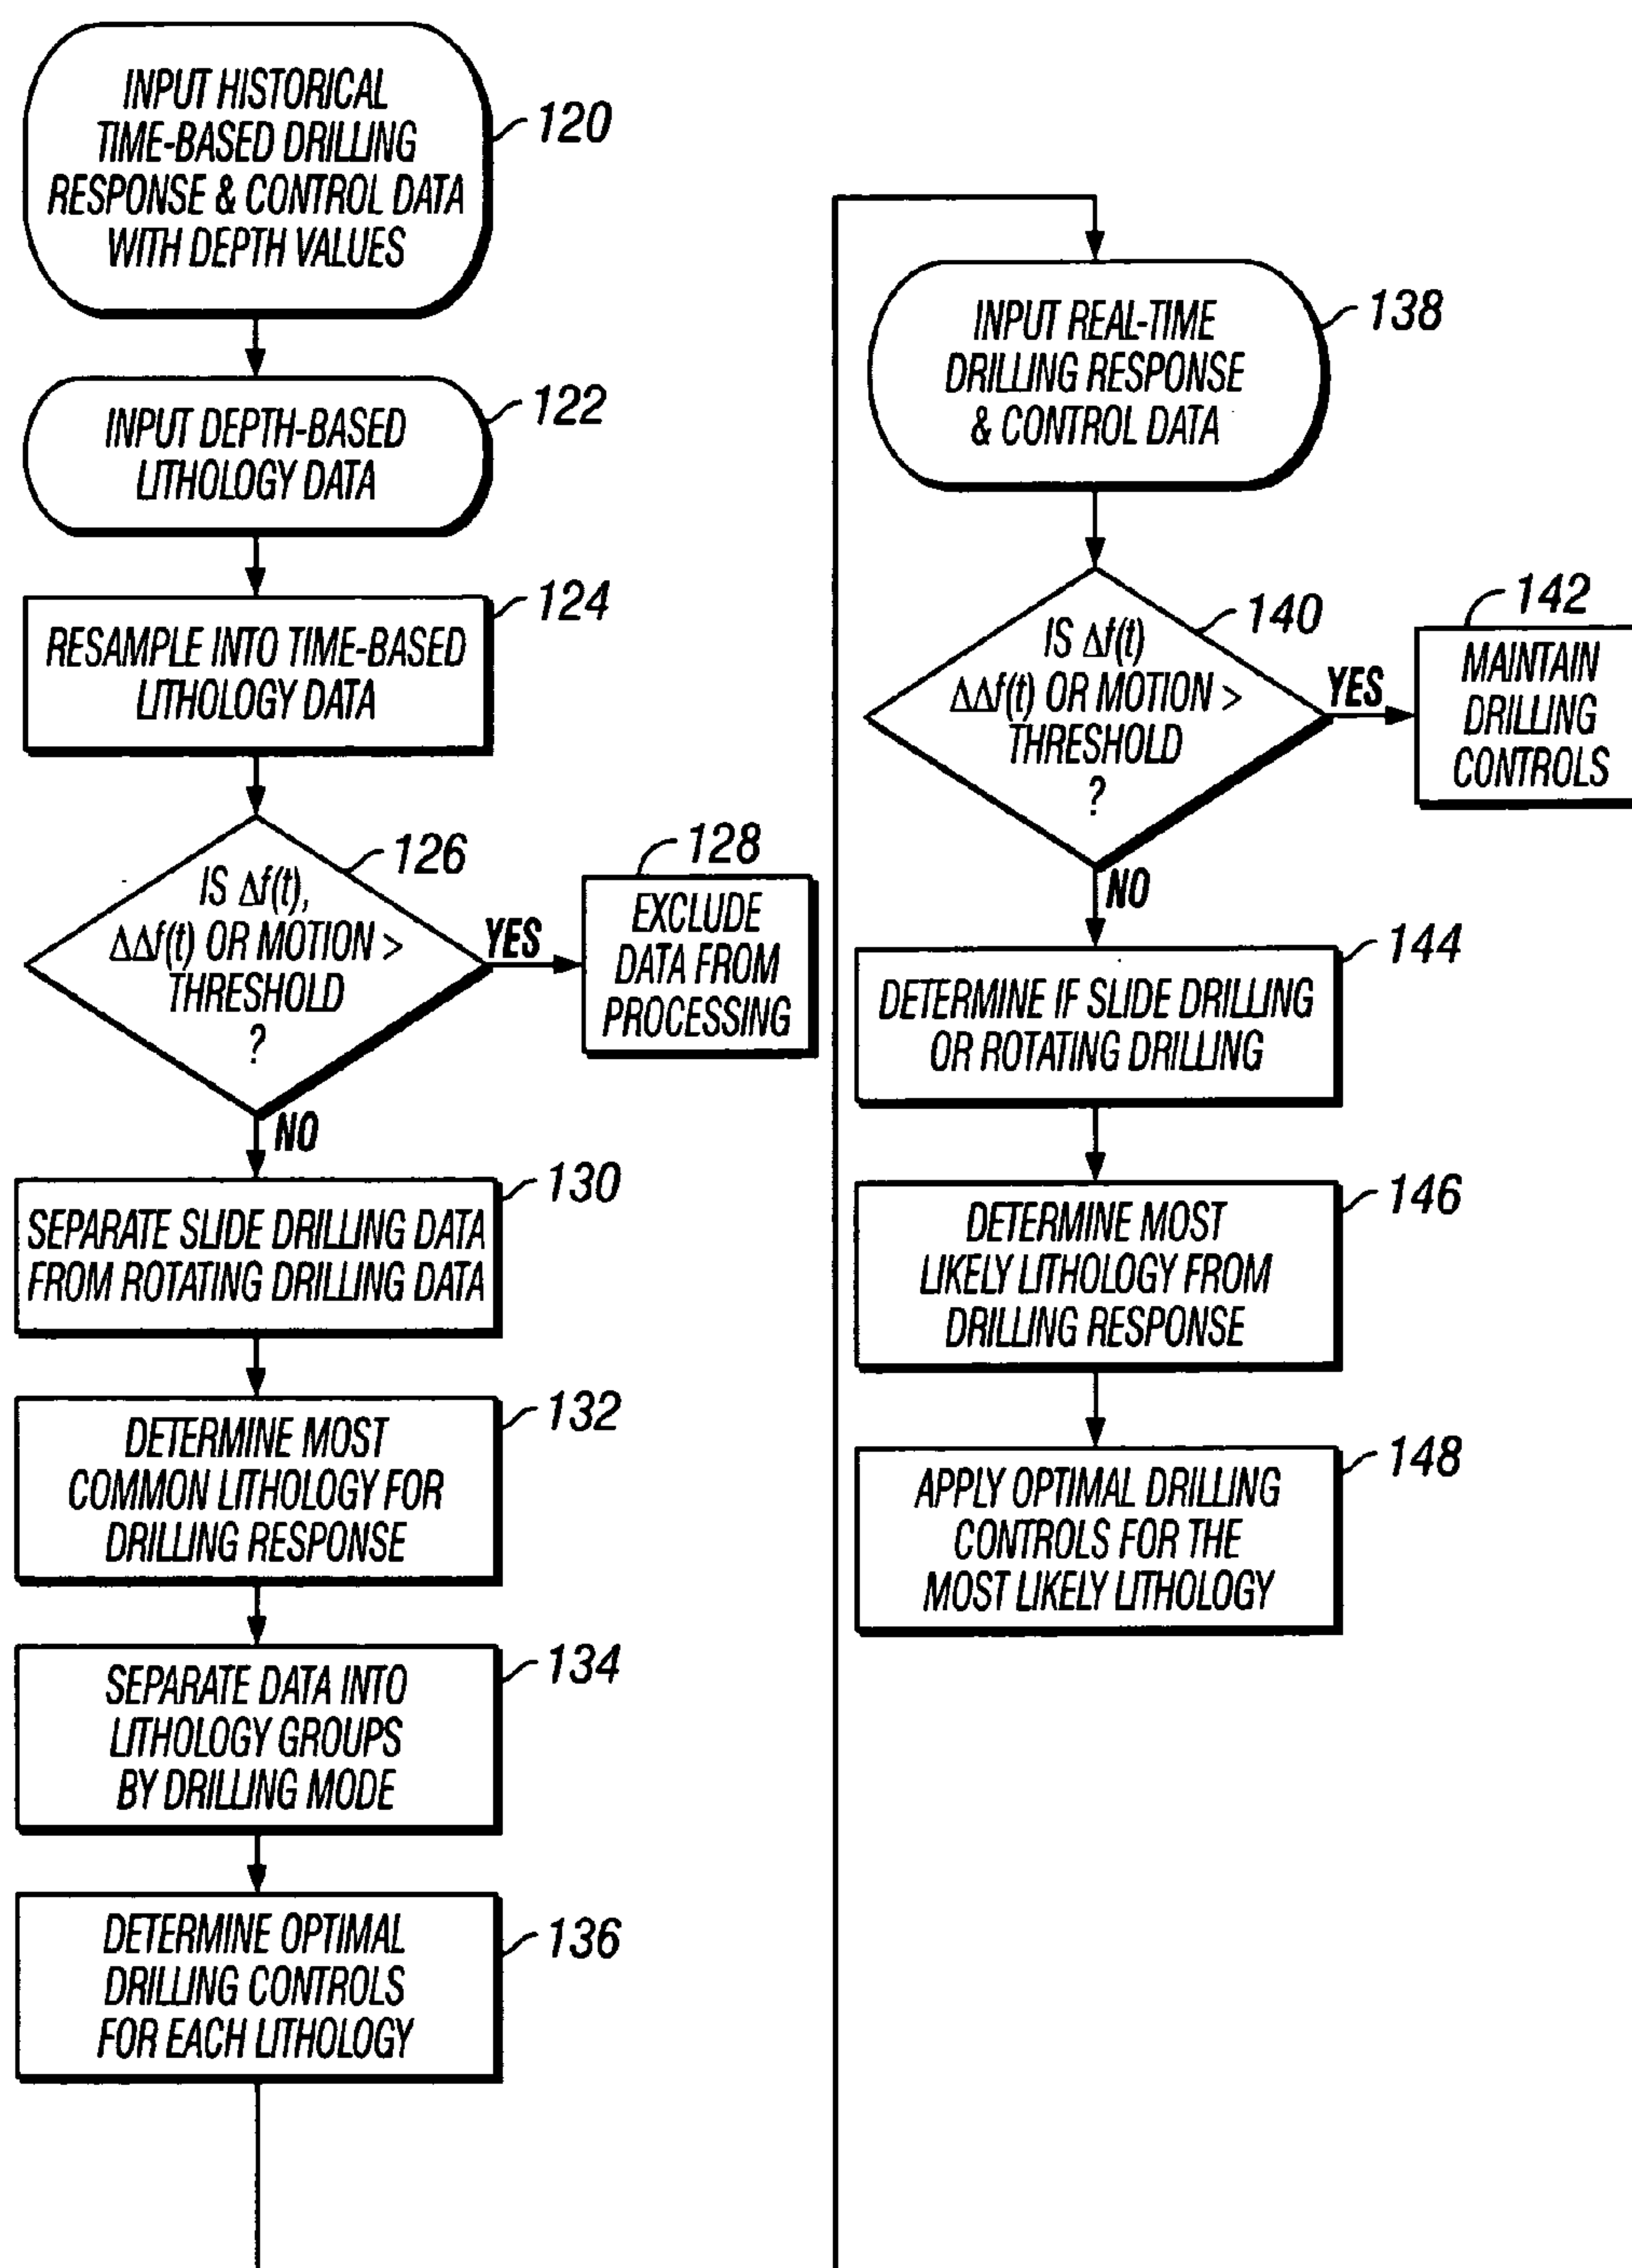 INPUT HISTORICAL
TIME-BASED DRILLING
RESPONSE & CONTROL DATA
WITH DEPTH VALUES
120
INPUT DEPTH-BASED
LITHOLOGY DATA
122
RESAMPLE INTO TIME-BASED
LITHOLOGY DATA
124
IS Δf(t),
ΔΔf(t) OR MOTION >
THRESHOLD
?
126
YES
128
EXCLUDE
DATA FROM
PROCESSING
NO
SEPARATE SLIDE DRILLING DATA
FROM ROTATING DRILLING DATA
130
DETERMINE MOST
COMMON LITHOLOGY FOR
DRILLING RESPONSE
132
SEPARATE DATA INTO
LITHOLOGY GROUPS
BY DRILLING MODE
134
DETERMINE OPTIMAL
DRILLING CONTROLS
FOR EACH LITHOLOGY
136
INPUT REAL-TIME
DRILLING RESPONSE
& CONTROL DATA
138
IS Δf(t)
ΔΔf(t) OR MOTION >
THRESHOLD
?
140
YES
142
MAINTAIN
DRILLING
CONTROLS
NO
DETERMINE IF SLIDE DRILLING
OR ROTATING DRILLING
144
DETERMINE MOST
LIKELY LITHOLOGY FROM
DRILLING RESPONSE
146
APPLY OPTIMAL DRILLING
CONTROLS FOR THE
MOST LIKELY LITHOLOGY
148